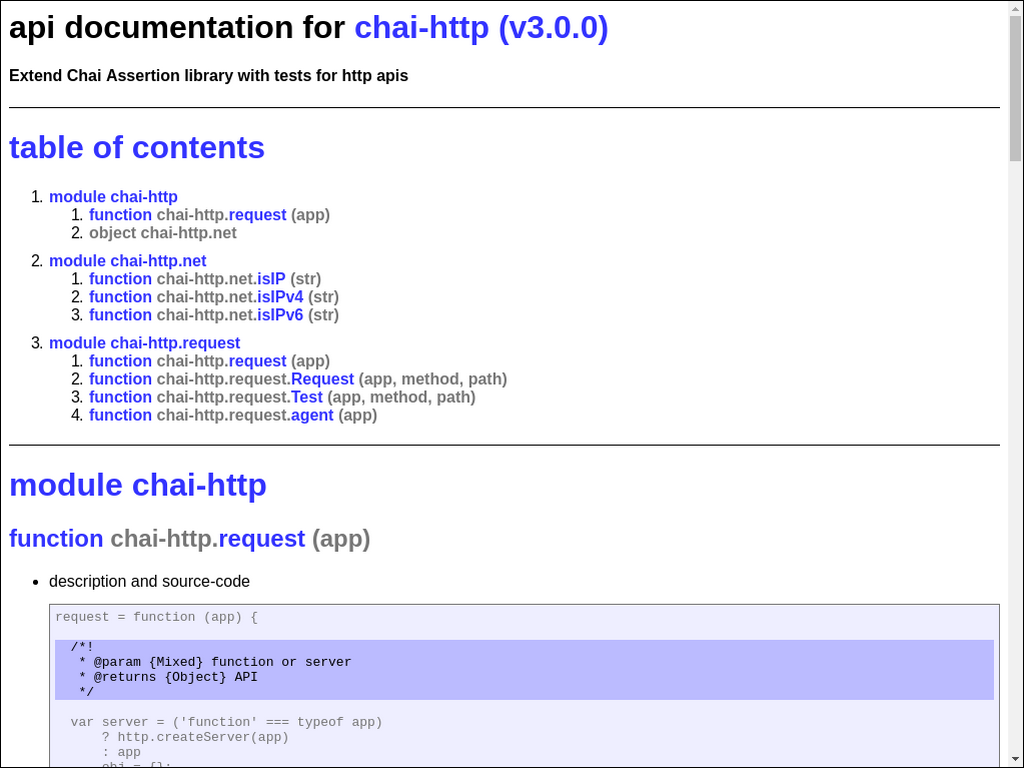 api documentation for chai-http (v3.0.0)
Extend Chai Assertion library with tests for http apis
table of contents
1. module chai-http
1. function chai-http.request (app)
2. object chai-http.net
2. module chai-http.net
1. function chai-http.net.isIP (str)
2. function chai-http.net.isIPv4 (str)
3. function chai-http.net.isIPv6 (str)
3. module chai-http.request
1. function chai-http.request (app)
2. function chai-http.request.Request (app, method, path)
3. function chai-http.request.Test (app, method, path)
4. function chai-http.request.agent (app)
module chai-http
function chai-http.request (app)
• description and source-code
request = function (app) {
  /*!
   * @param {Mixed} function or server
   * @returns {Object} API
   */
  var server = ('function' === typeof app)
      ? http.createServer(app)
      : app
      obj = {};